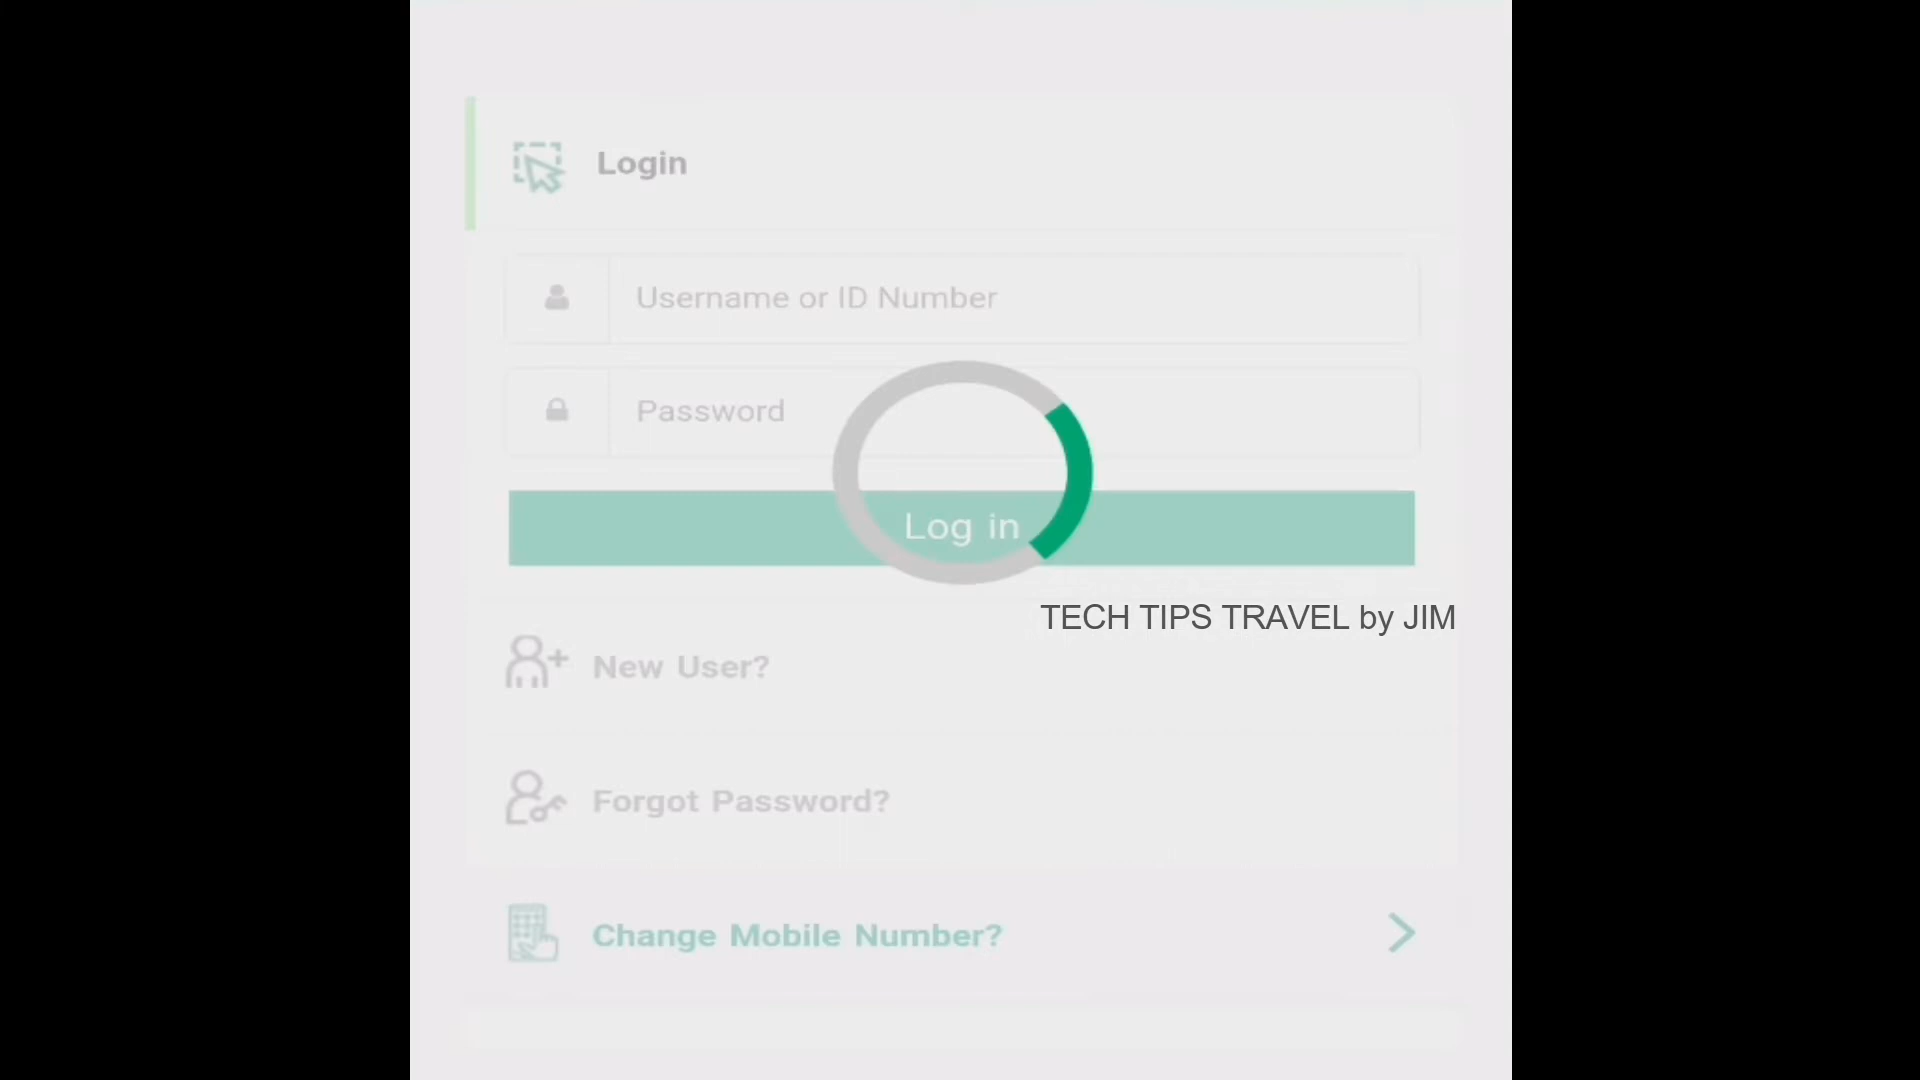 Login
Username or ID Number
Password
Log in
TECH TIPS TRAVEL by JIM
New User?
Forgot Password?
Change Mobile Number?